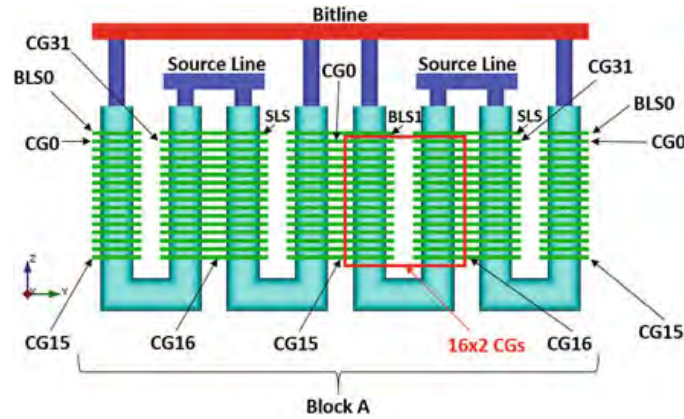 Bitline
CG31
Source Line
CG0
Source Line
CG31
BLS0
SLS
BLS1
SLS
BLS0
CG0
CG0
Z
X
Y
CG15
CG16
CG15
16x2 CGs
CG16
CG15
Block A